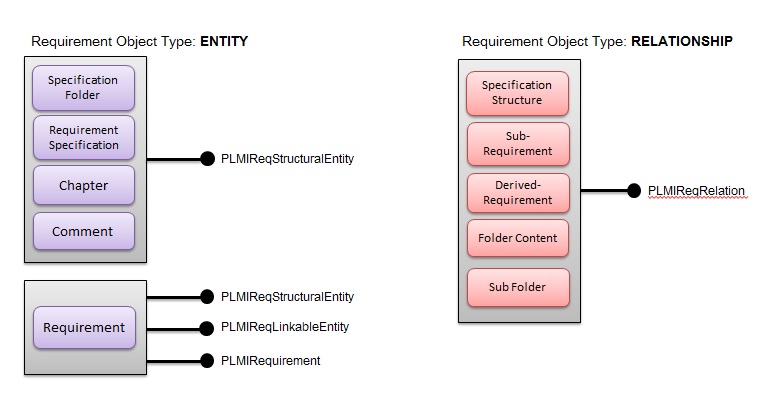 Requirement Object Type: ENTITY
Specification
Folder
Requirement
Specification
Chapter
Comment
PLMIReqStructuralEntity
Requirement
PLMIReqStructuralEntity
PLMIReqLinkableEntity
PLMIRequirement
Requirement Object Type: RELATIONSHIP
Specification
Structure
Sub-
Requirement
Derived-
Requirement
Folder Content
Sub Folder
PLMIReqRelation